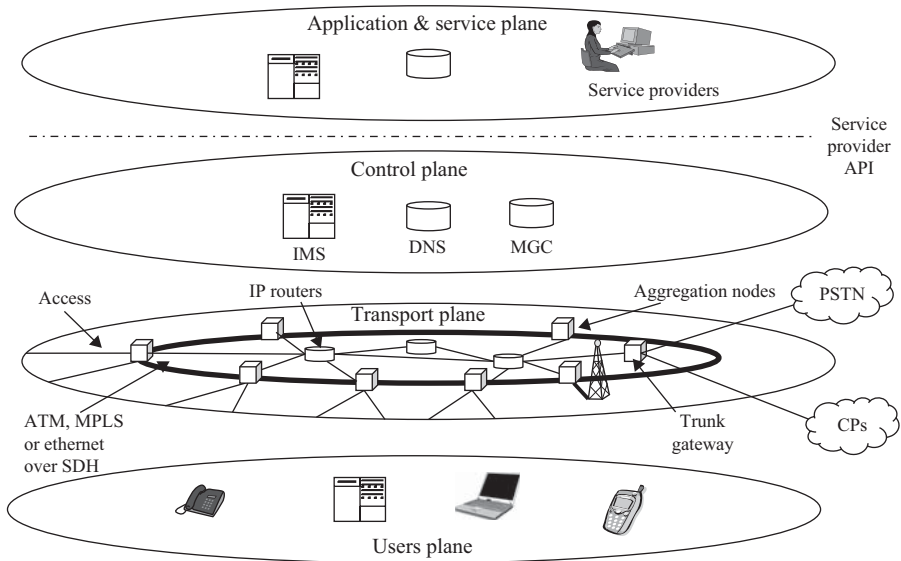 Application & service plane
Service providers
Service
provider
API
Control plane
IMS
DNS
MGC
Access
IP routers
Transport plane
Aggregation nodes
PSTN
ATM, MPLS
or ethernet
over SDH
Trunk
gateway
CPs
Users plane